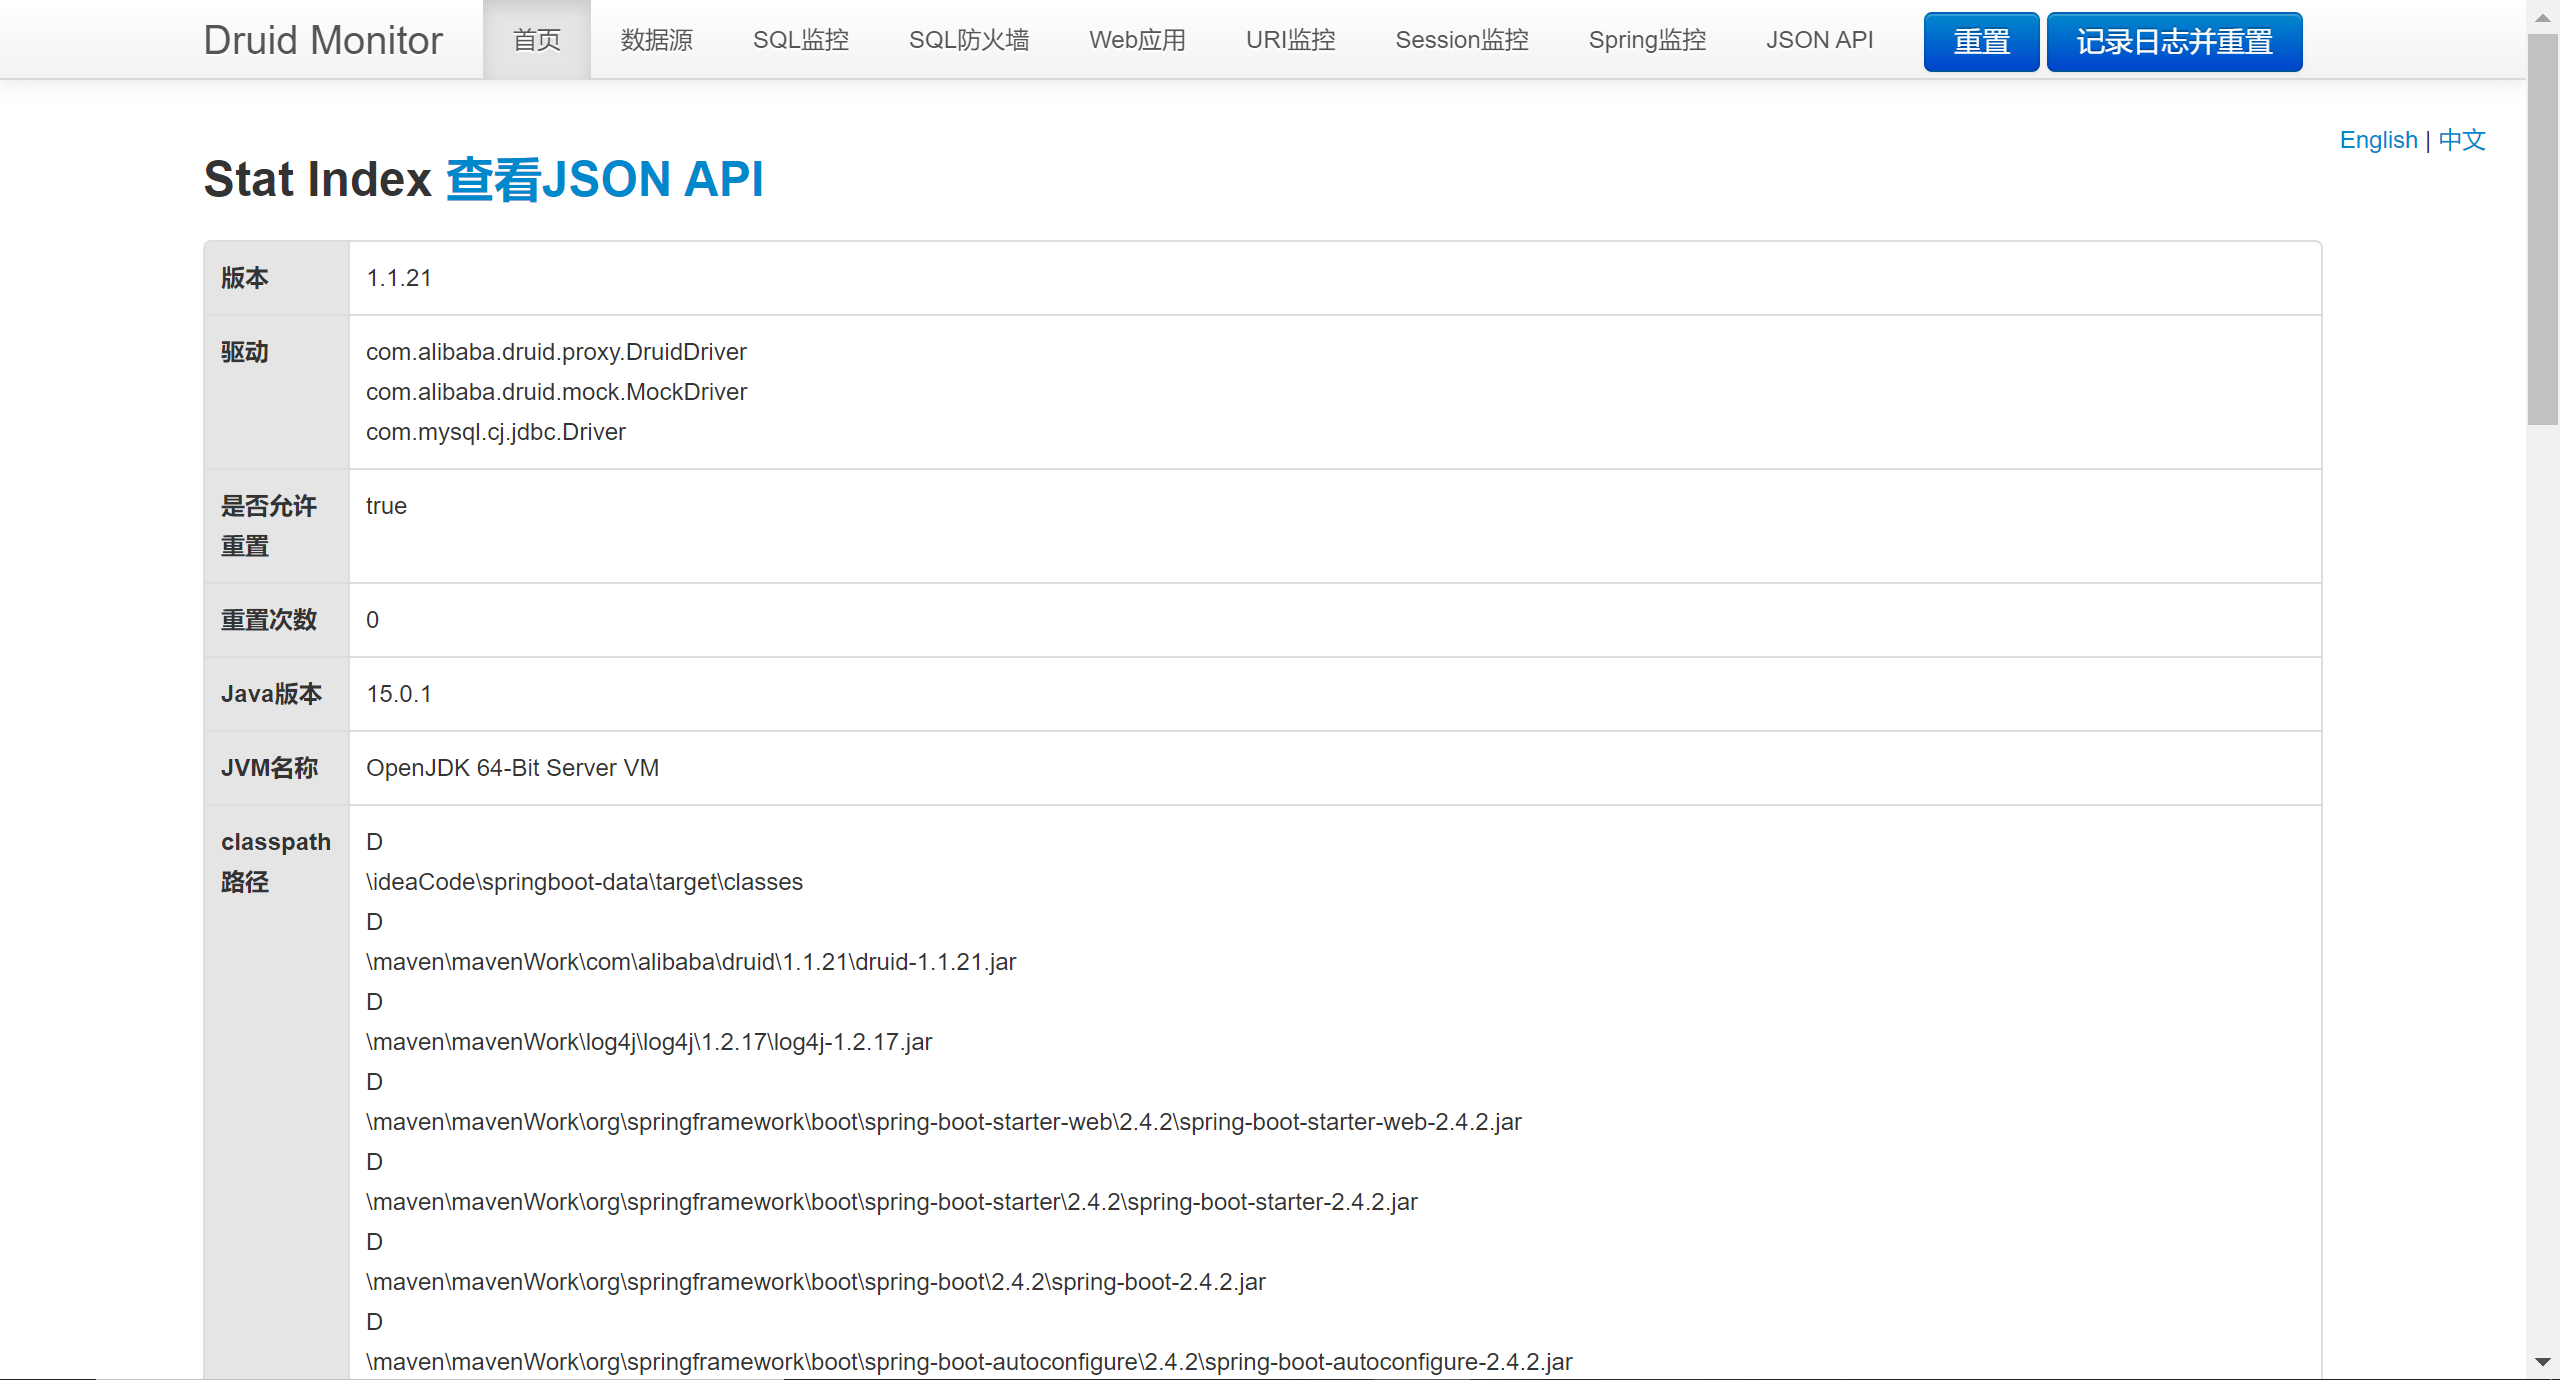 Druid Monitor 首页 数据源 SQL监控 SQL防火墙 Web应用 URI监控 Session监控 Spring监控 JSON API 重置 记录日志并重置
English | 中文
Stat Index 查看JSON API
版本 1.1.21
驱动 com.alibaba.druid.proxy.DruidDriver
com.alibaba.druid.mock.MockDriver
com.mysql.cj.jdbc.Driver
是否允许 true
重置
重置次数 0
Java版本 15.0.1
JVM名称 OpenJDK 64-Bit Server VM
classpath D
路径 \ideaCode\springboot-data\target\classes
D
\maven\mavenWork\com\alibaba\druid\1.1.21\druid-1.1.21.jar
D
\maven\mavenWork\log4j\log4j\1.2.17\log4j-1.2.17.jar
D
\maven\mavenWork\org\springframework\boot\spring-boot-starter-web\2.4.2\spring-boot-starter-web-2.4.2.jar
D
\maven\mavenWork\org\springframework\boot\spring-boot-starter\2.4.2\spring-boot-starter-2.4.2.jar
D
\maven\mavenWork\org\springframework\boot\spring-boot\2.4.2\spring-boot-2.4.2.jar
D
\maven\mavenWork\org\springframework\boot\spring-boot-autoconfigure\2.4.2\spring-boot-autoconfigure-2.4.2.jar